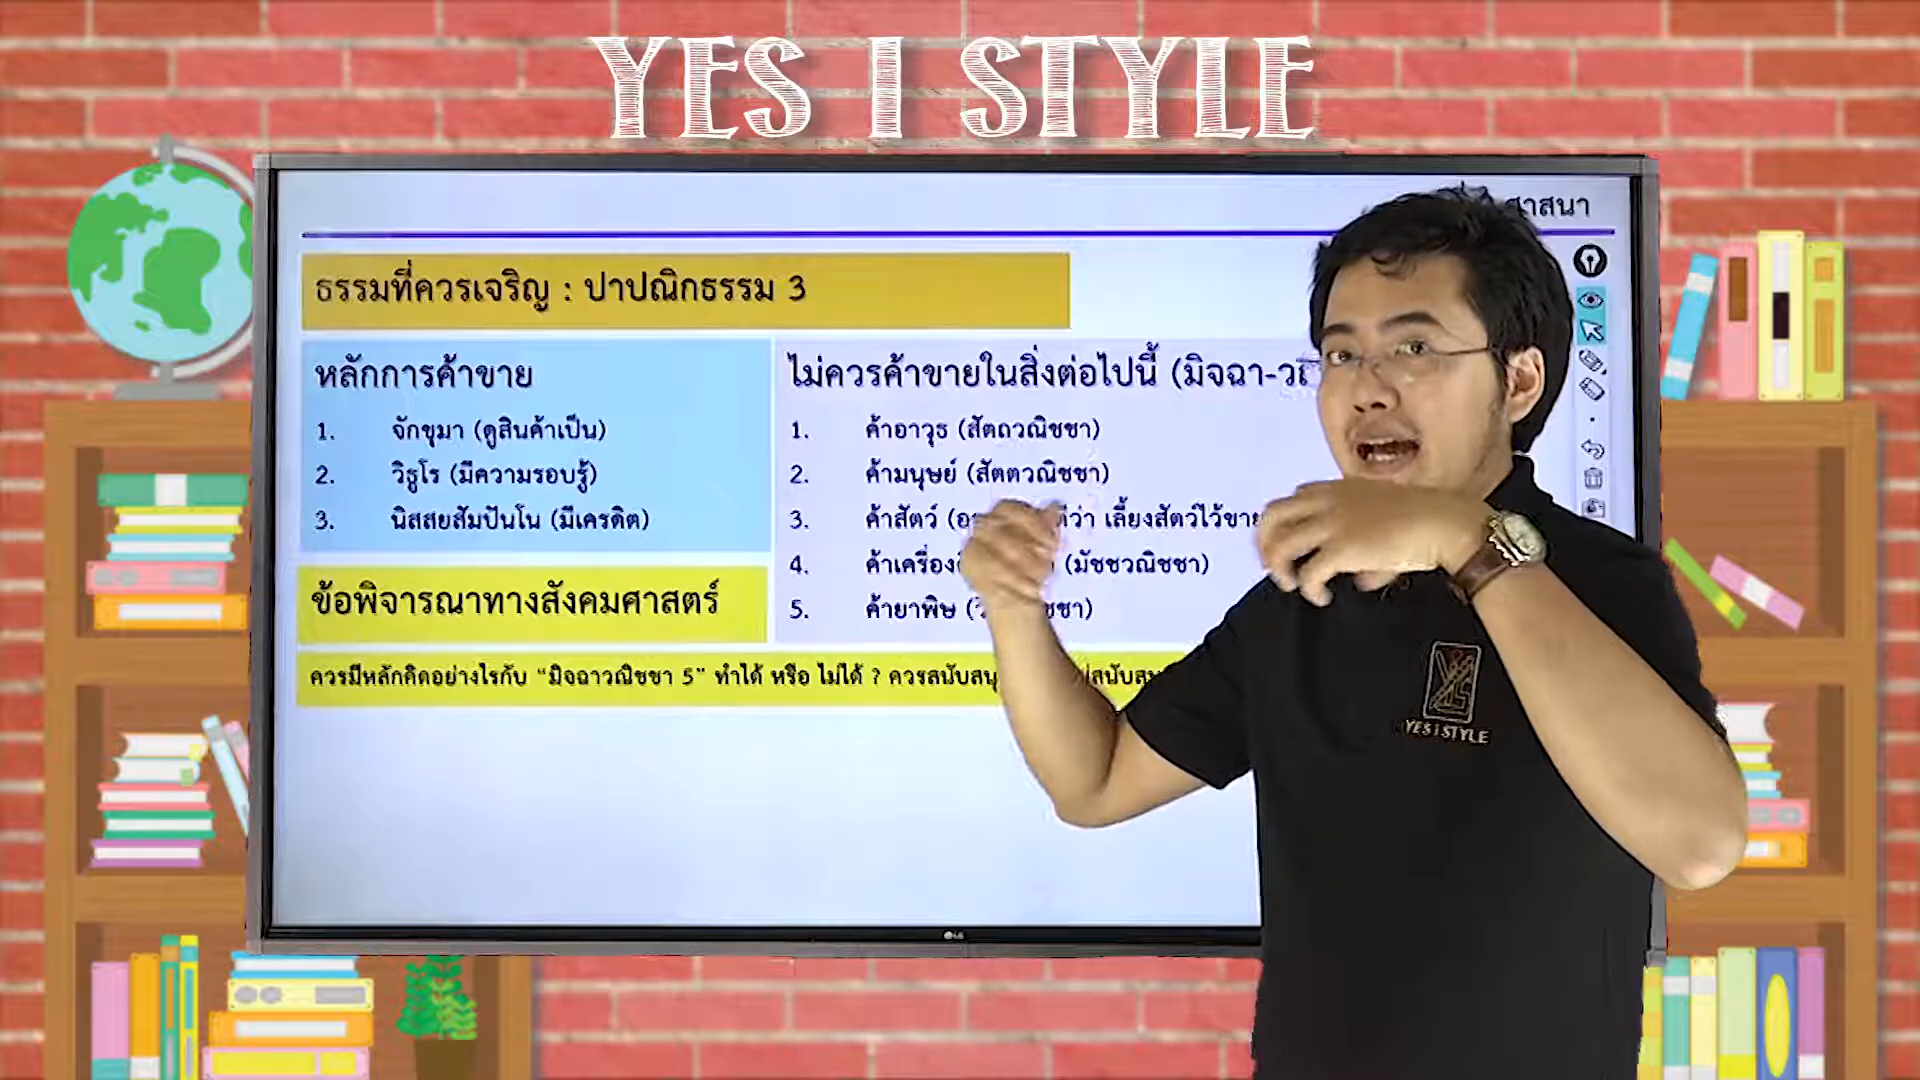 YES I STYLE
ศาสนา
ธรรมที่ควรเจริญ : ปาปณิกธรรม 3
หลักการค้าขาย
1. จักขุมา (ดูสินค้าเป็น)
2. วิธูโร (มีความรอบรู้)
3. นิสสยสัมปันโน (มีเครดิต)
ไม่ควรค้าขายในสิ่งต่อไปนี้ (มิจฉา-
1. ค้าอาวุธ (สัตถวณิชชา)
2. ค้ามนุษย์ (สัตตวณิชชา)
3. ค้าสัตว์ เลี้ยงสัตว์ไว้ขาย
4. ค้าเครื่อง (มัชชวณิชชา)
5. ค้ายาพิษ
ข้อพิจารณาทางสังคมศาสตร์
ควรมีหลักคิดอย่างไรกับ “มิจฉาวณิชชา 5” ทำได้ หรือ ไม่ได้ ? ควรสนับสนุ
YES I STYLE
LG